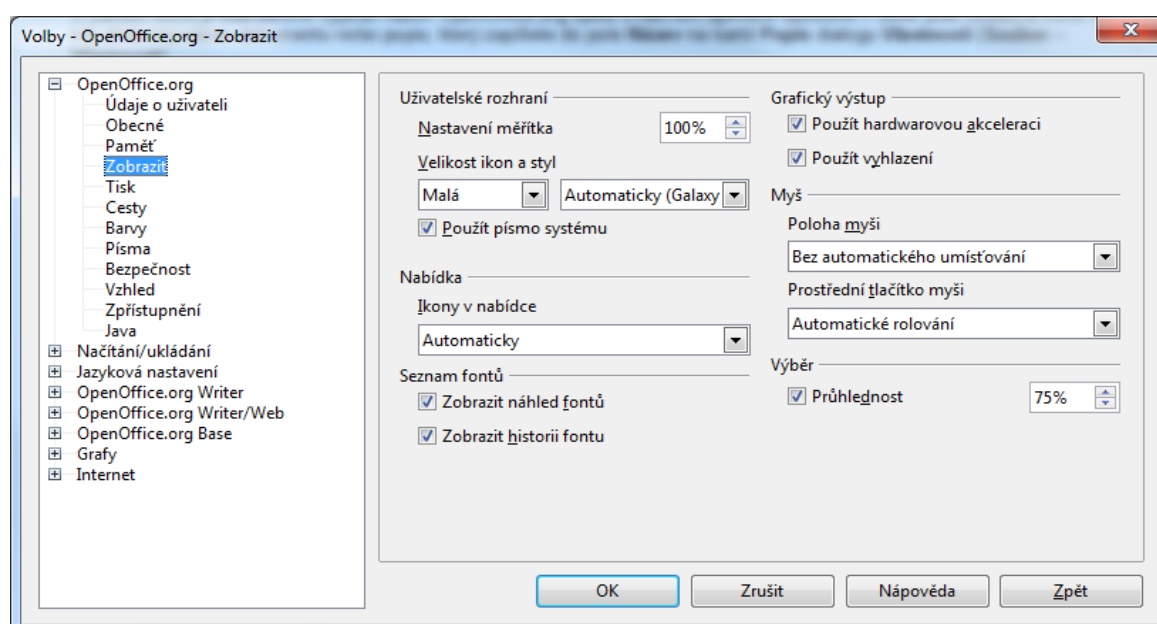 Volby - OpenOffice.org - Zobrazit
OpenOffice.org
Údaje o uživateli
Obecné
Paměť
Zobrazit
Tisk
Cesty
Barvy
Písma
Bezpečnost
Vzhled
Zpřístupnění
Java
Načítání/ukládání
Jazyková nastavení
OpenOffice.org Writer
OpenOffice.org Writer/Web
OpenOffice.org Base
Grafy
Internet
Uživatelské rozhraní
Nastavení měřítka 100%
Velikost ikon a styl
Malá Automaticky (Galaxy
Použít písmo systému
Nabídka
Ikony v nabídce
Automaticky
Seznam fontů
Zobrazit náhled fontů
Zobrazit historii fontu
Grafický výstup
Použít hardwarovou akceleraci
Použít vyhlazení
Myš
Poloha myši
Bez automatického umísťování
Prostřední tlačítko myši
Automatické rolování
Výběr
Průhlednost 75%
OK Zrušit Nápověda Zpět